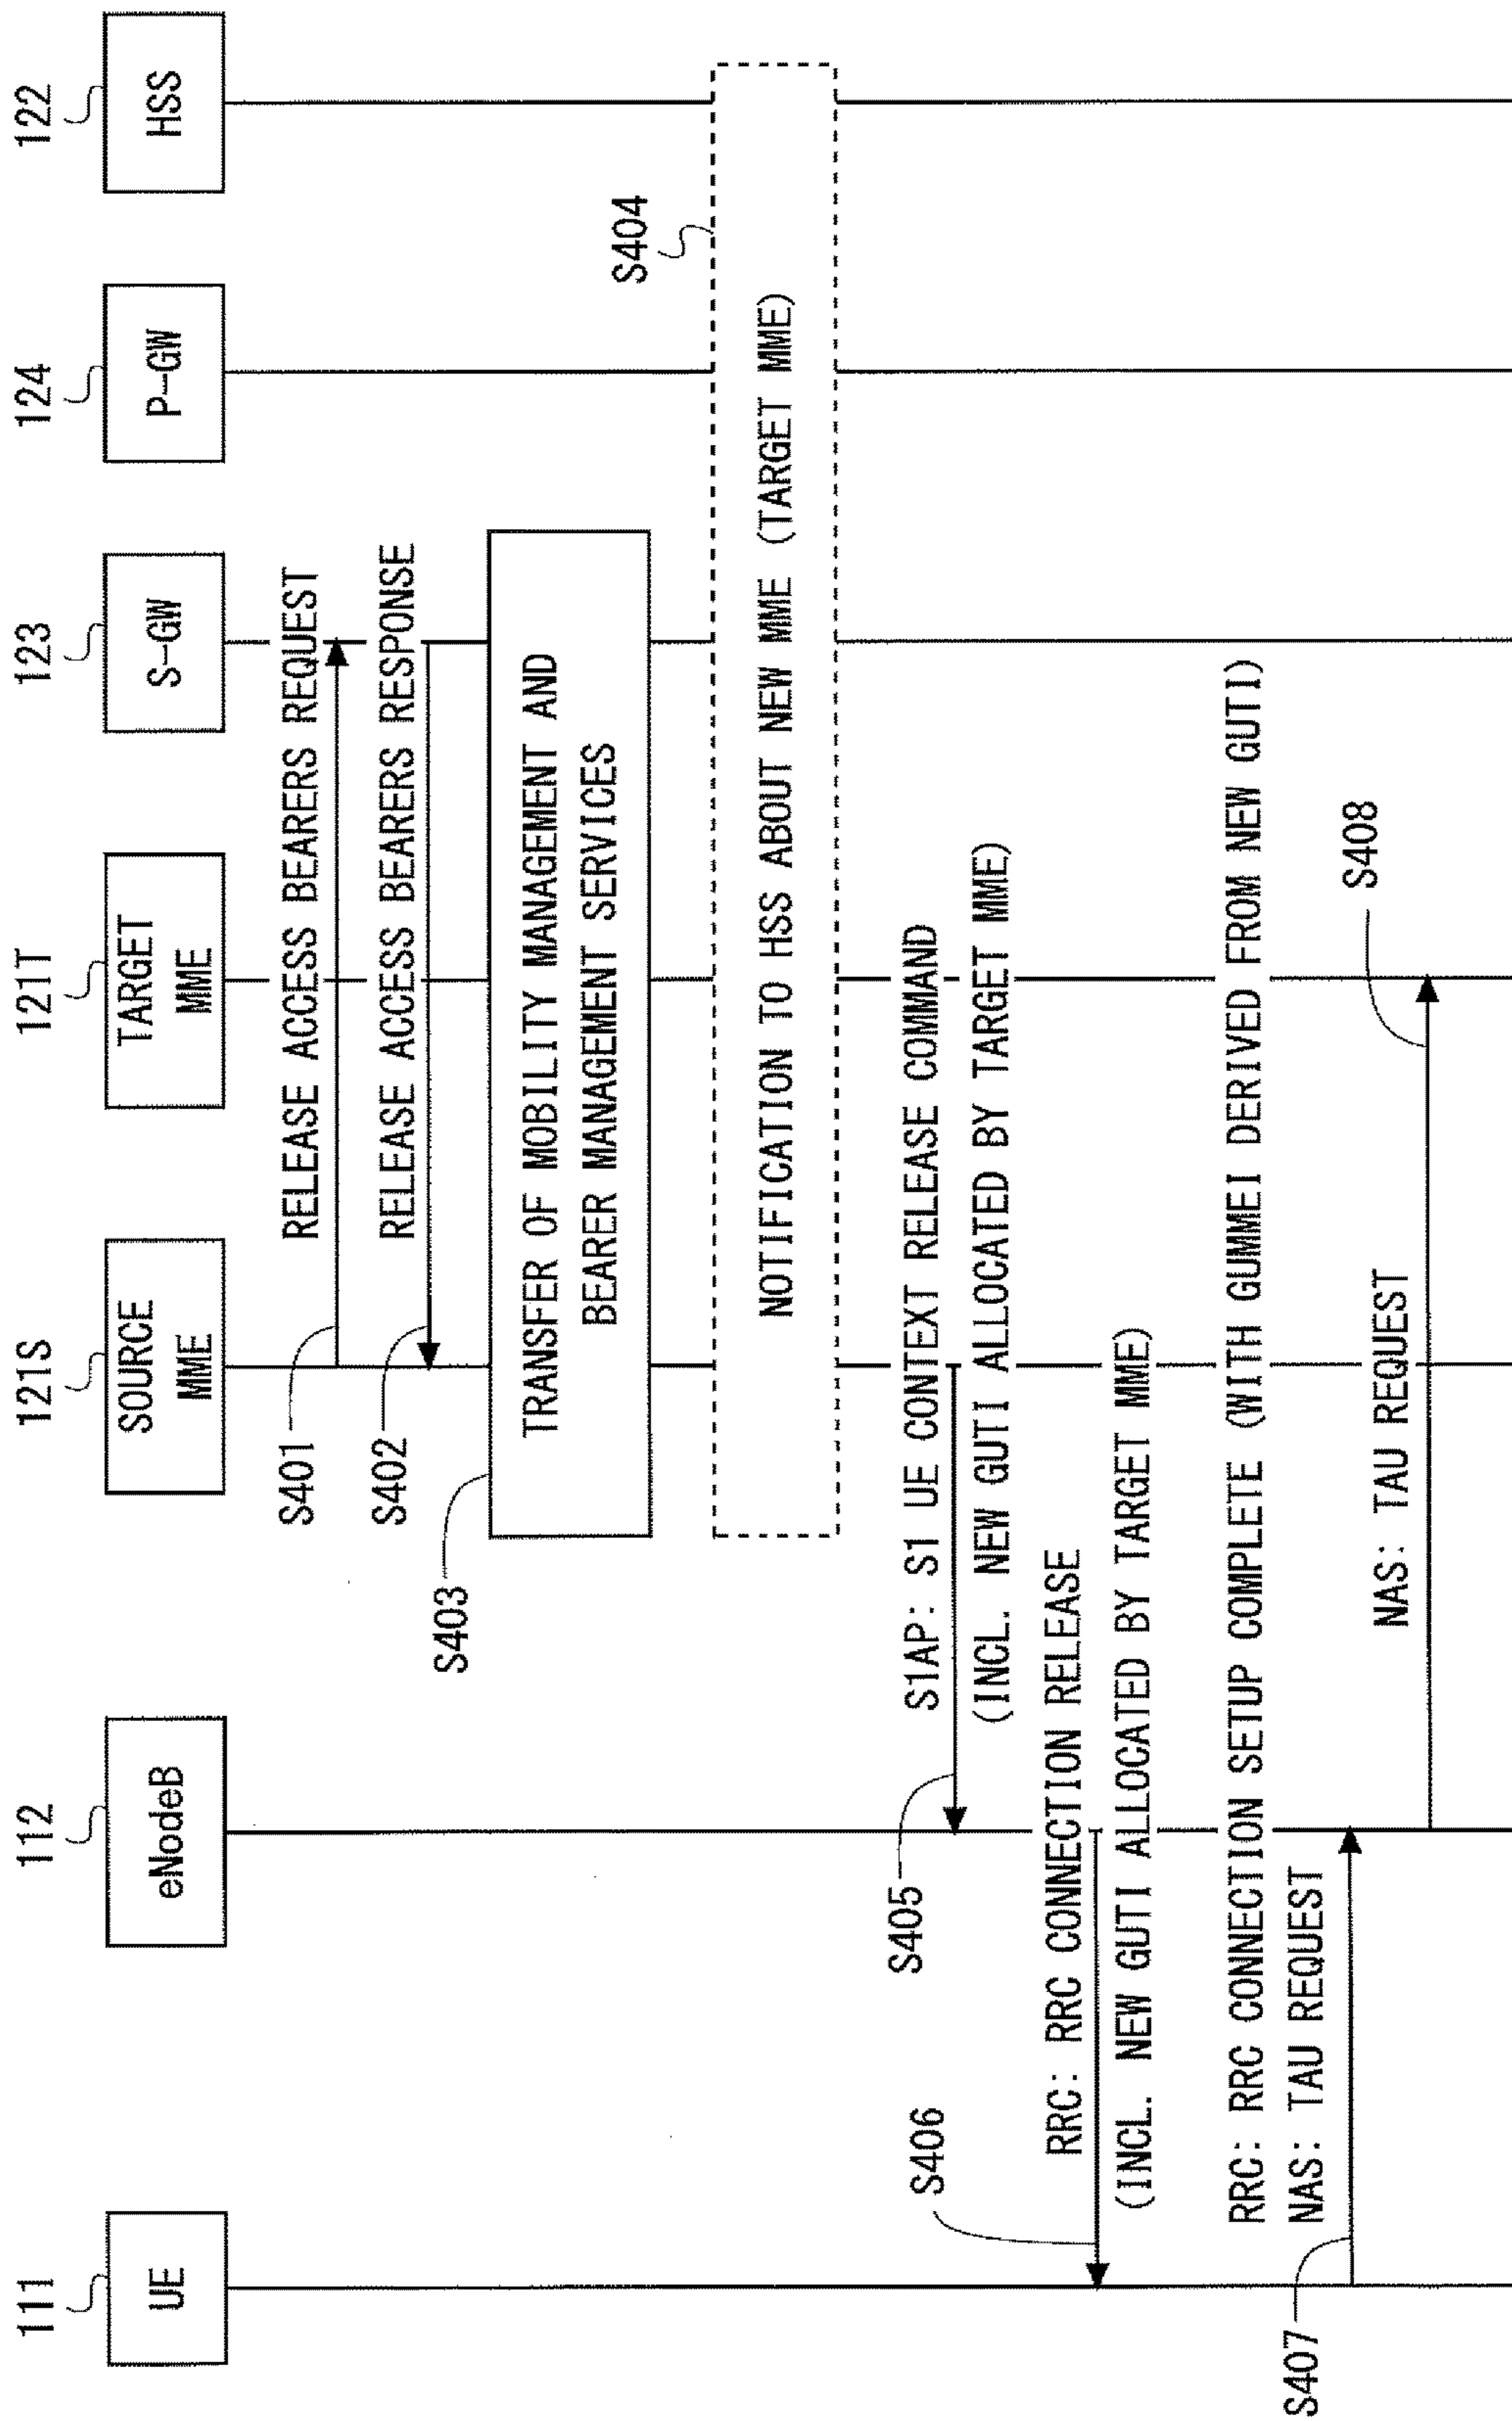 111
112
121S
121T
123
124
122
UE
eNodeB
SOURCE
MME
TARGET
MME
S-GW
P-GW
HSS
S401
RELEASE ACCESS BEARERS REQUEST
S402
RELEASE ACCESS BEARERS RESPONSE
S403
TRANSFER OF MOBILITY MANAGEMENT AND
BEARER MANAGEMENT SERVICES
S404
NOTIFICATION TO HSS ABOUT NEW MME (TARGET MME)
S405
S1AP: S1 UE CONTEXT RELEASE COMMAND
(INCL. NEW GUTI ALLOCATED BY TARGET MME)
S406
RRC: RRC CONNECTION RELEASE
(INCL. NEW GUTI ALLOCATED BY TARGET MME)
RRC: RRC CONNECTION SETUP COMPLETE (WITH GUMMEI DERIVED FROM NEW GUTI)
NAS: TAU REQUEST
S407
NAS: TAU REQUEST
S408